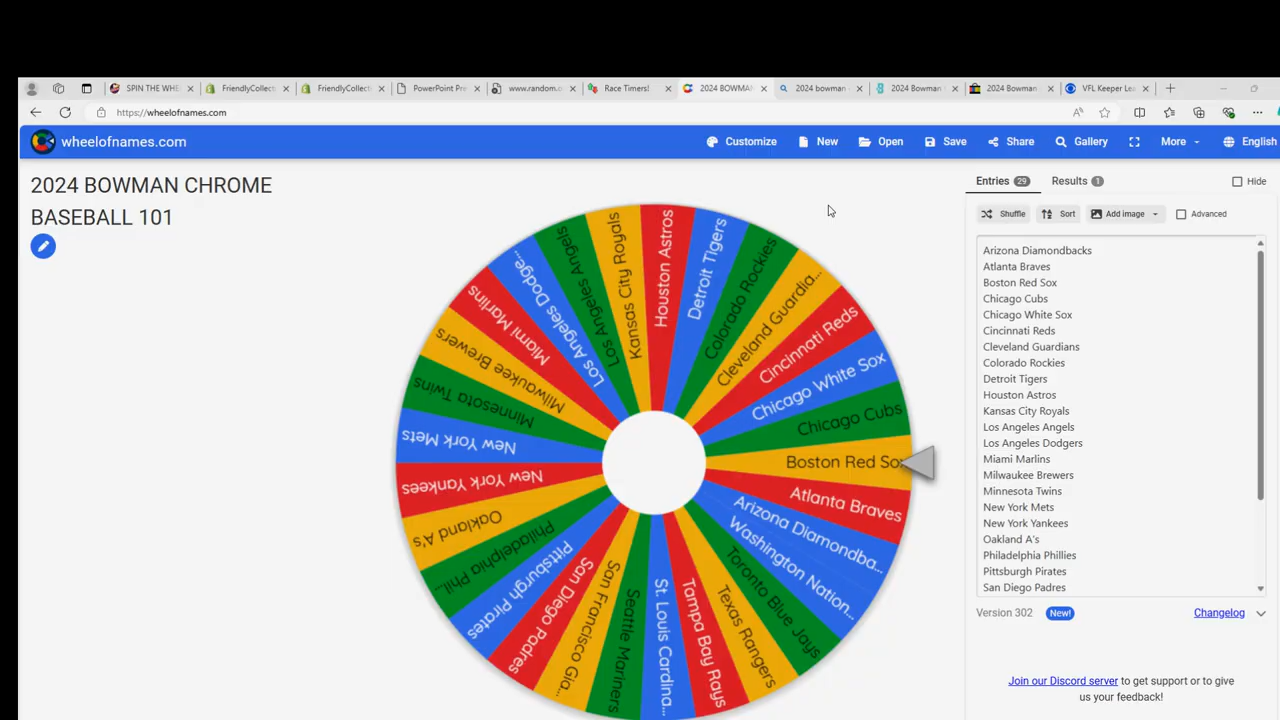 SPIN THE WHE
FriendlyCollect
FriendlyCollect
PowerPoint Pre
www.random.o
Race Timers!
2024 BOWMA
2024 bowman
2024 Bowman
2024 Bowman
VFL Keeper Lea
https://wheelofnames.com
wheelofnames.com
Customize
New
Open
Save
Share
Gallery
More
English
2024 BOWMAN CHROME
BASEBALL 101
Entries 29
Results 1
Hide
Shuffle
Sort
Add image
Advanced
Arizona Diamondbacks
Atlanta Braves
Boston Red Sox
Chicago Cubs
Chicago White Sox
Cincinnati Reds
Cleveland Guardians
Colorado Rockies
Detroit Tigers
Houston Astros
Kansas City Royals
Los Angeles Angels
Los Angeles Dodgers
Miami Marlins
Milwaukee Brewers
Minnesota Twins
New York Mets
New York Yankees
Oakland A's
Philadelphia Phillies
Pittsburgh Pirates
San Diego Padres
Version 302
New!
Changelog
Join our Discord server to get support or to give
us your feedback!
Houston Astros
Detroit Tigers
Colorado Rockies
Cleveland Guardia...
Cincinnati Reds
Chicago White Sox
Chicago Cubs
Boston Red Sox
Atlanta Braves
Arizona Diamondba...
Washington Nation...
Toronto Blue Jays
Texas Rangers
Tampa Bay Rays
St. Louis Cardina...
Seattle Mariners
San Francisco Gia...
San Diego Padres
Pittsburgh Pirates
Philadelphia Phil...
Oakland A's
New York Yankees
New York Mets
Minnesota Twins
Milwaukee Brewers
Miami Marlins
Los Angeles Dodge...
Los Angeles Angels
Kansas City Royals